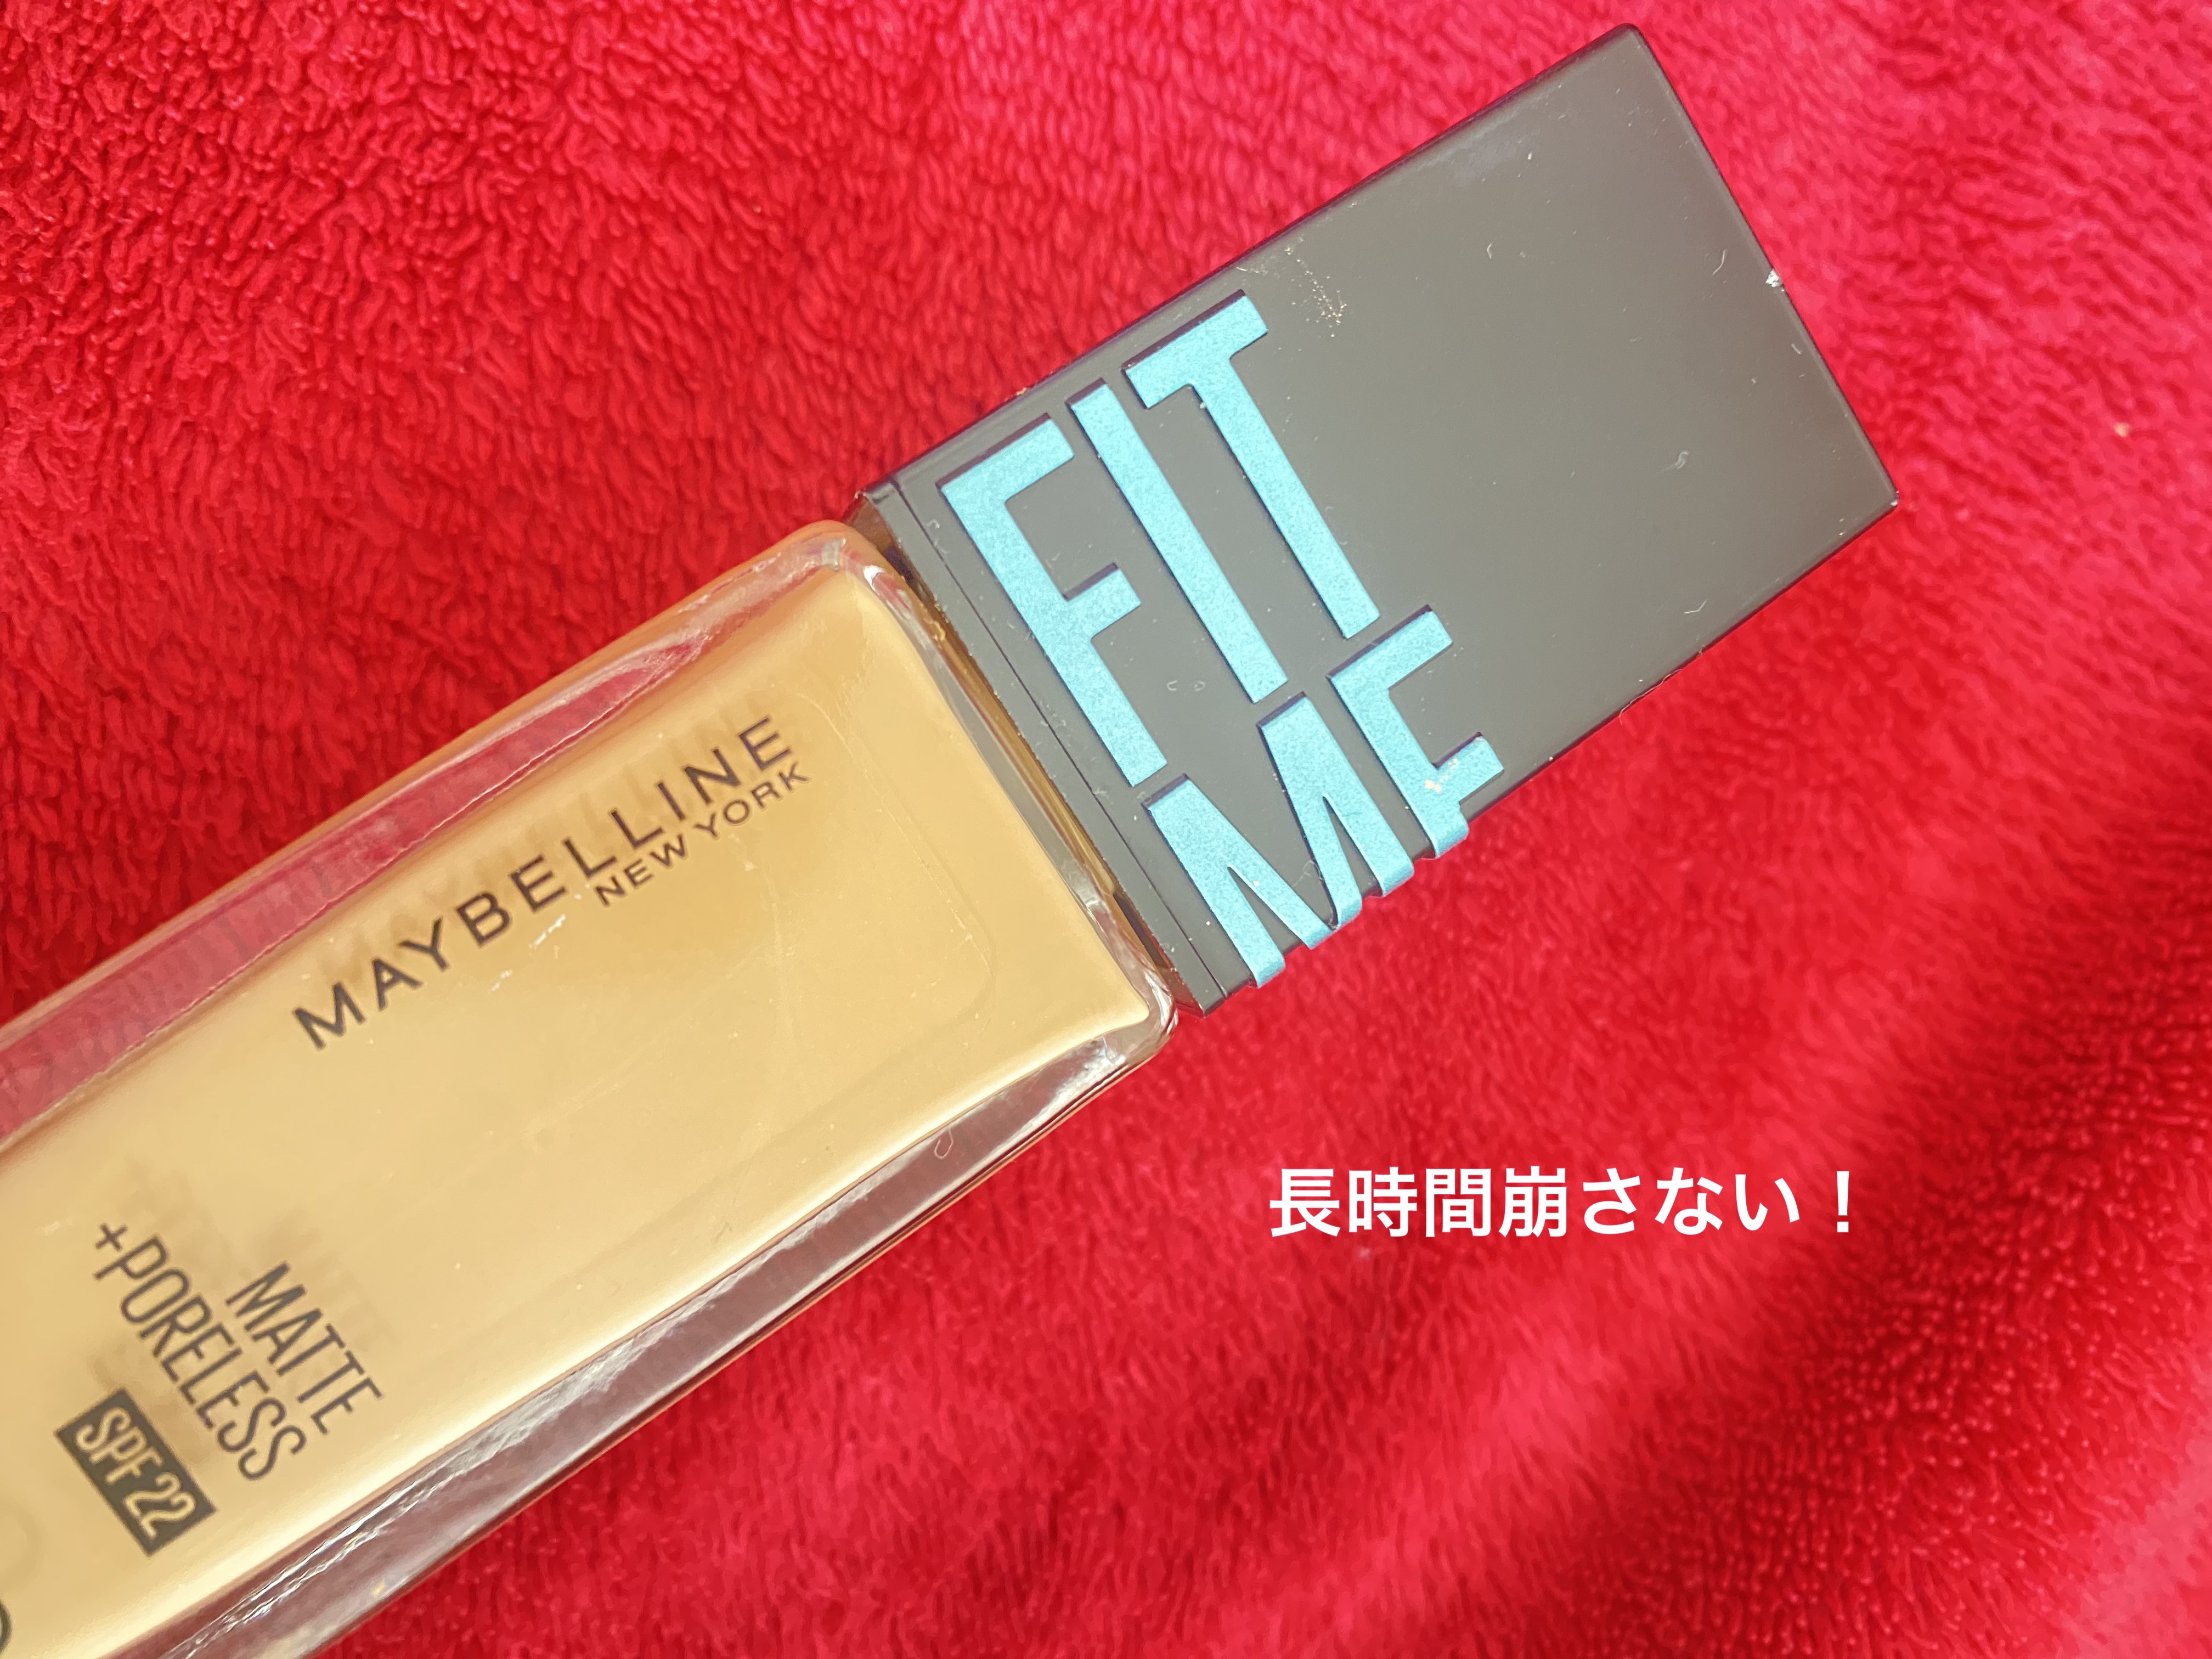 FIT
ME
MAYBELLINE
NEW YORK
MATTE
+PORELESS
SPF 22
長時間崩さない！